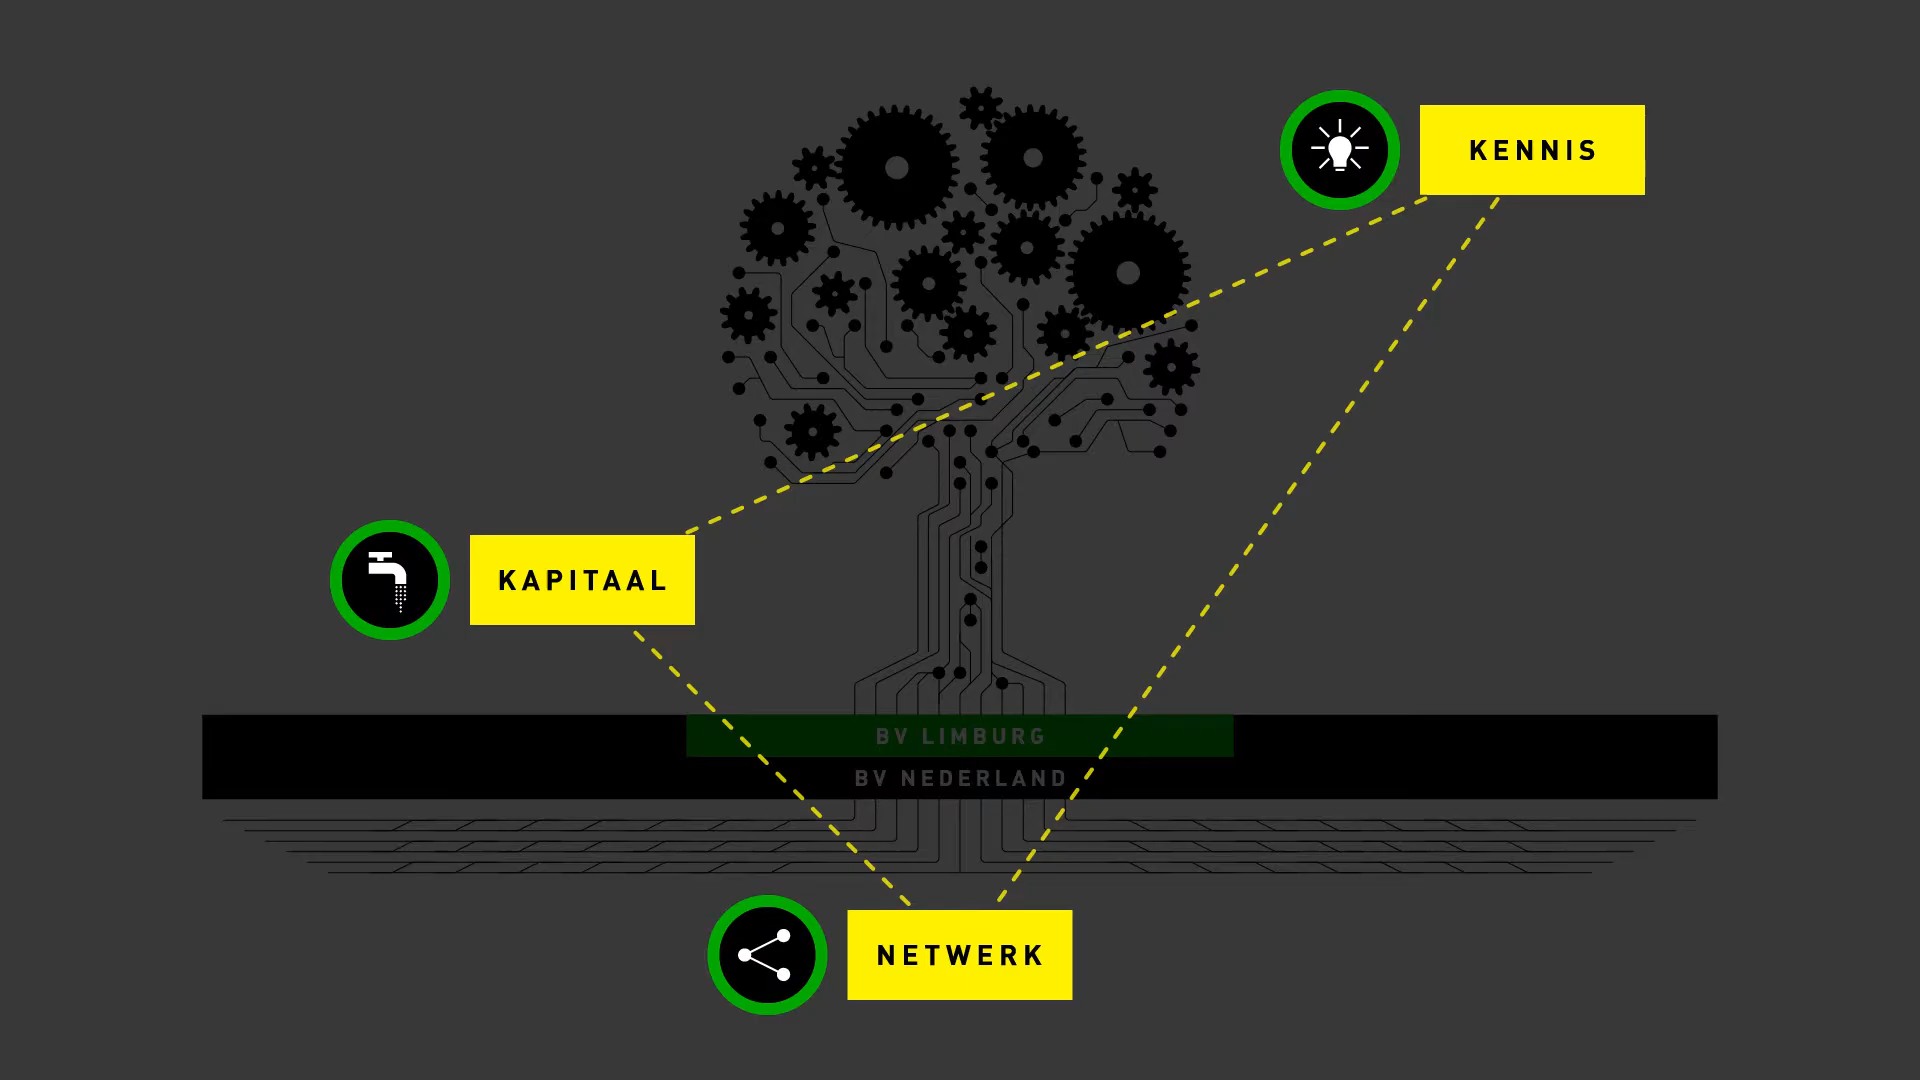 KENNIS
KAPITAAL
BV LIMBURG
BV NEDERLAND
NETWERK